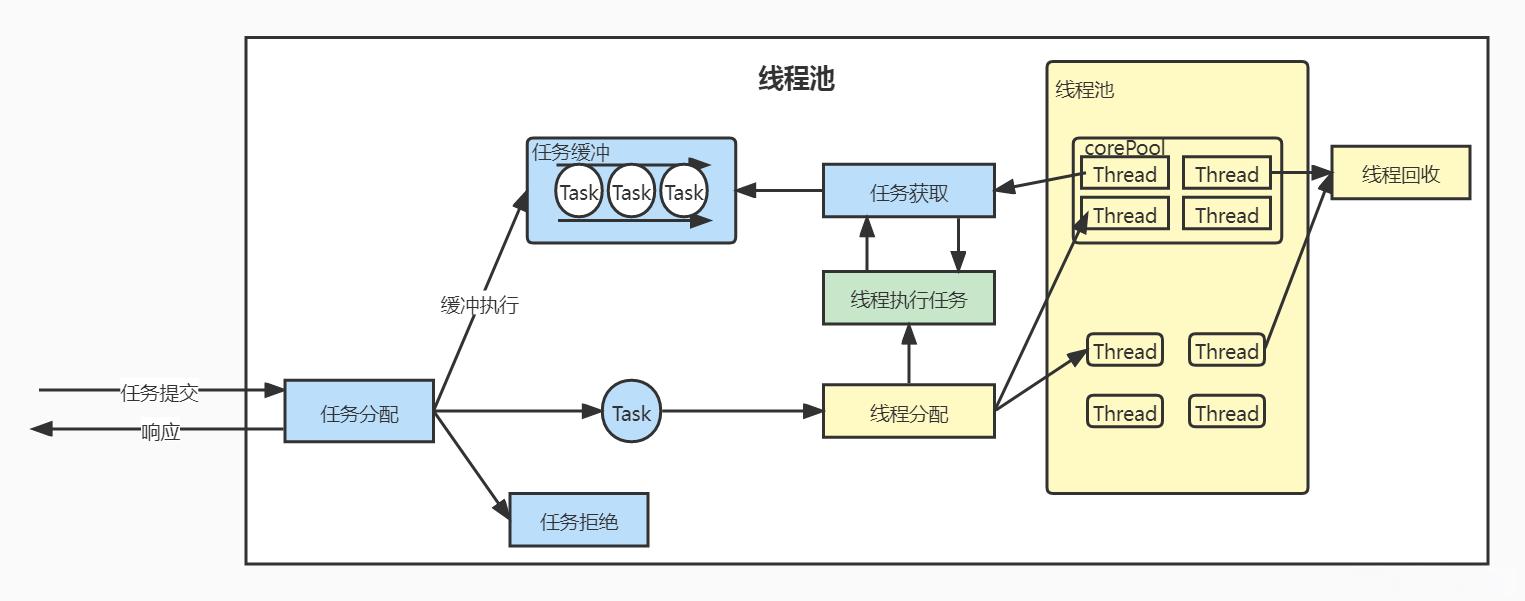 线程池
线程池
任务缓冲
Task
Task
Task
任务获取
corePool
Thread
Thread
Thread
Thread
线程回收
缓冲执行
线程执行任务
Thread
Thread
Thread
Thread
任务提交
响应
任务分配
Task
线程分配
任务拒绝